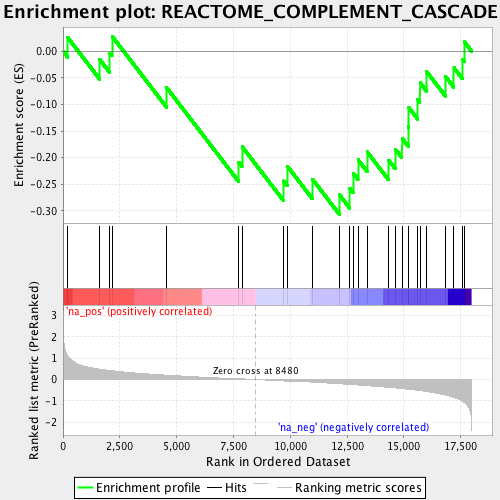 Enrichment plot: REACTOME_COMPLEMENT_CASCADE
Enrichment score (ES)
0.00
-0.05
-0.10
-0.15
-0.20
-0.25
-0.30
'na_pos' (positively correlated)
Ranked list metric (PreRanked)
3
2
1
0
-1
-2
Zero cross at 8480
'na_neg' (negatively correlated)
0
2,500
5,000
7,500
10,000
12,500
15,000
17,500
Rank in Ordered Dataset
Enrichment profile
Hits
Ranking metric scores